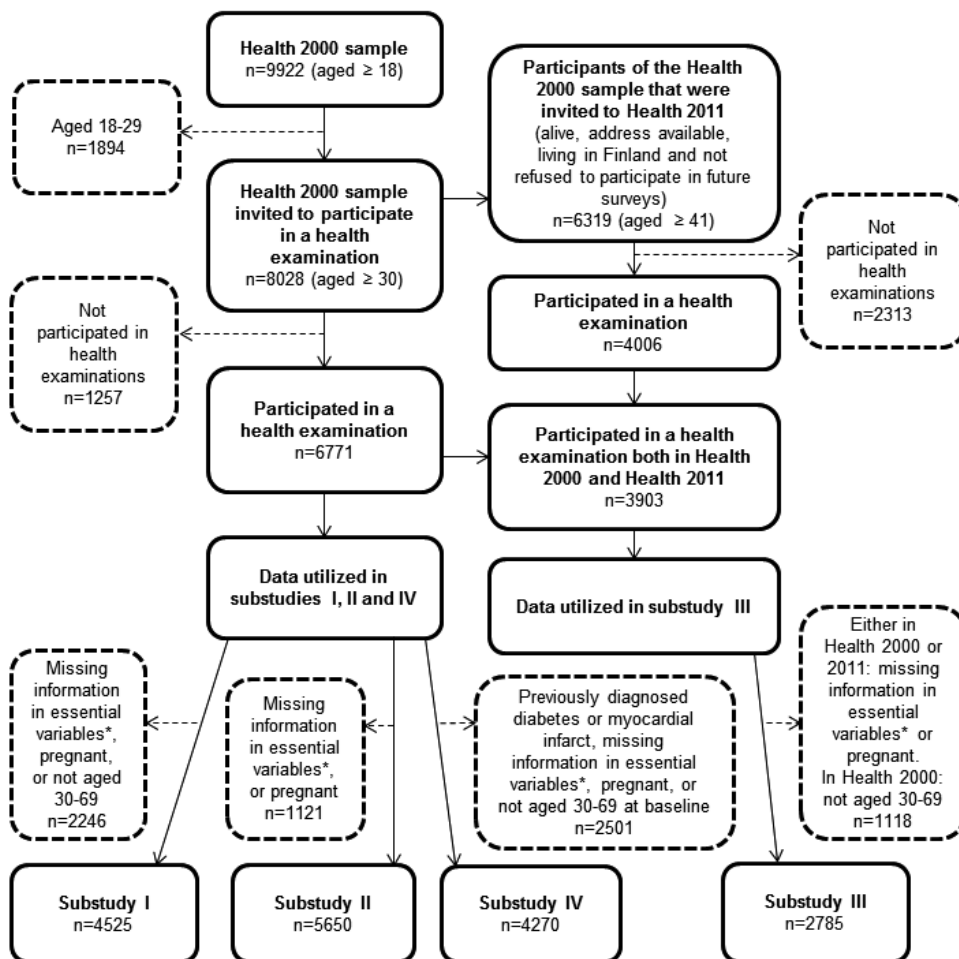 Health 2000 sample
n=9922 (aged ≥ 18)
Participants of the Health
2000 sample that were
invited to Health 2011
(alive, address available,
living in Finland and not
refused to participate in future
surveys)
n=6319 (aged ≥ 41)
Aged 18-29
n=1894
Health 2000 sample
invited to participate
in a health
examination
n=8028 (aged ≥ 30)
Not
participated in
health
examinations
n=2313
Participated in a health
examination
n=4006
Not
participated in
health
examinations
n=1257
Participated in a
health examination
n=6771
Participated in a health
examination both in Health
2000 and Health 2011
n=3903
Data utilized in
substudies I, II and IV
Data utilized in substudy III
Missing
information
in essential
variables*,
pregnant,
or not aged
30-69
n=2246
Missing
information
in essential
variables*,
or pregnant
n=1121
Previously diagnosed
diabetes or myocardial
infarct, missing
information in essential
variables*, pregnant, or
not aged 30-69 at baseline
n=2501
Either in
Health 2000 or
2011: missing
information in
essential
variables* or
pregnant.
In Health 2000:
not aged 30-69
n=1118
Substudy I
n=4525
Substudy II
n=5650
Substudy IV
n=4270
Substudy III
n=2785